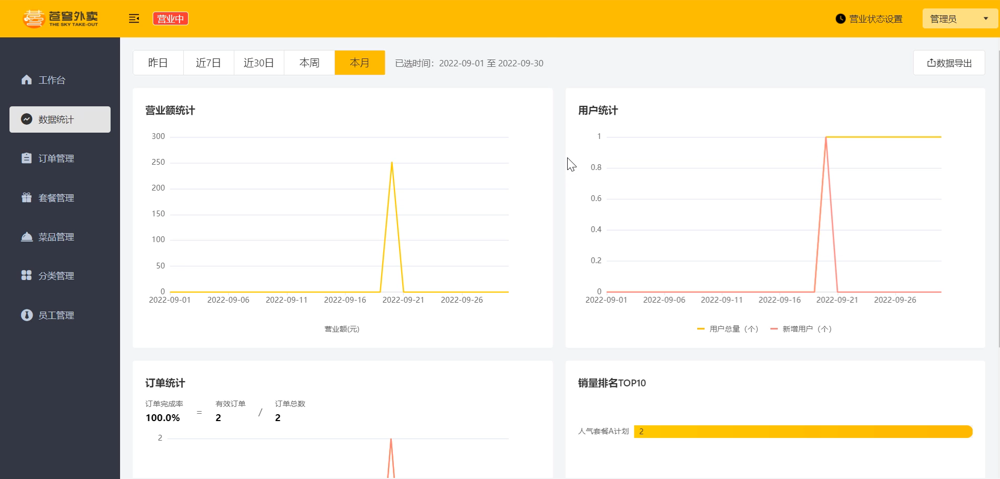 苍穹外卖
THE SKY TAKE-OUT
营业中
营业状态设置
管理员
工作台
数据统计
订单管理
套餐管理
菜品管理
分类管理
员工管理
昨日 近7日 近30日 本周 本月 已选时间：2022-09-01 至 2022-09-30
数据导出
营业额统计
300
250
200
150
100
50
0
2022-09-01 2022-09-06 2022-09-11 2022-09-16 2022-09-21 2022-09-26
营业额(元)
用户统计
1
0.8
0.6
0.4
0.2
0
2022-09-01 2022-09-06 2022-09-11 2022-09-16 2022-09-21 2022-09-26
用户总量（个） 新增用户（个）
订单统计
订单完成率 有效订单 订单总数
100.0% = 2 / 2
2
销量排名TOP10
人气套餐A计划 2